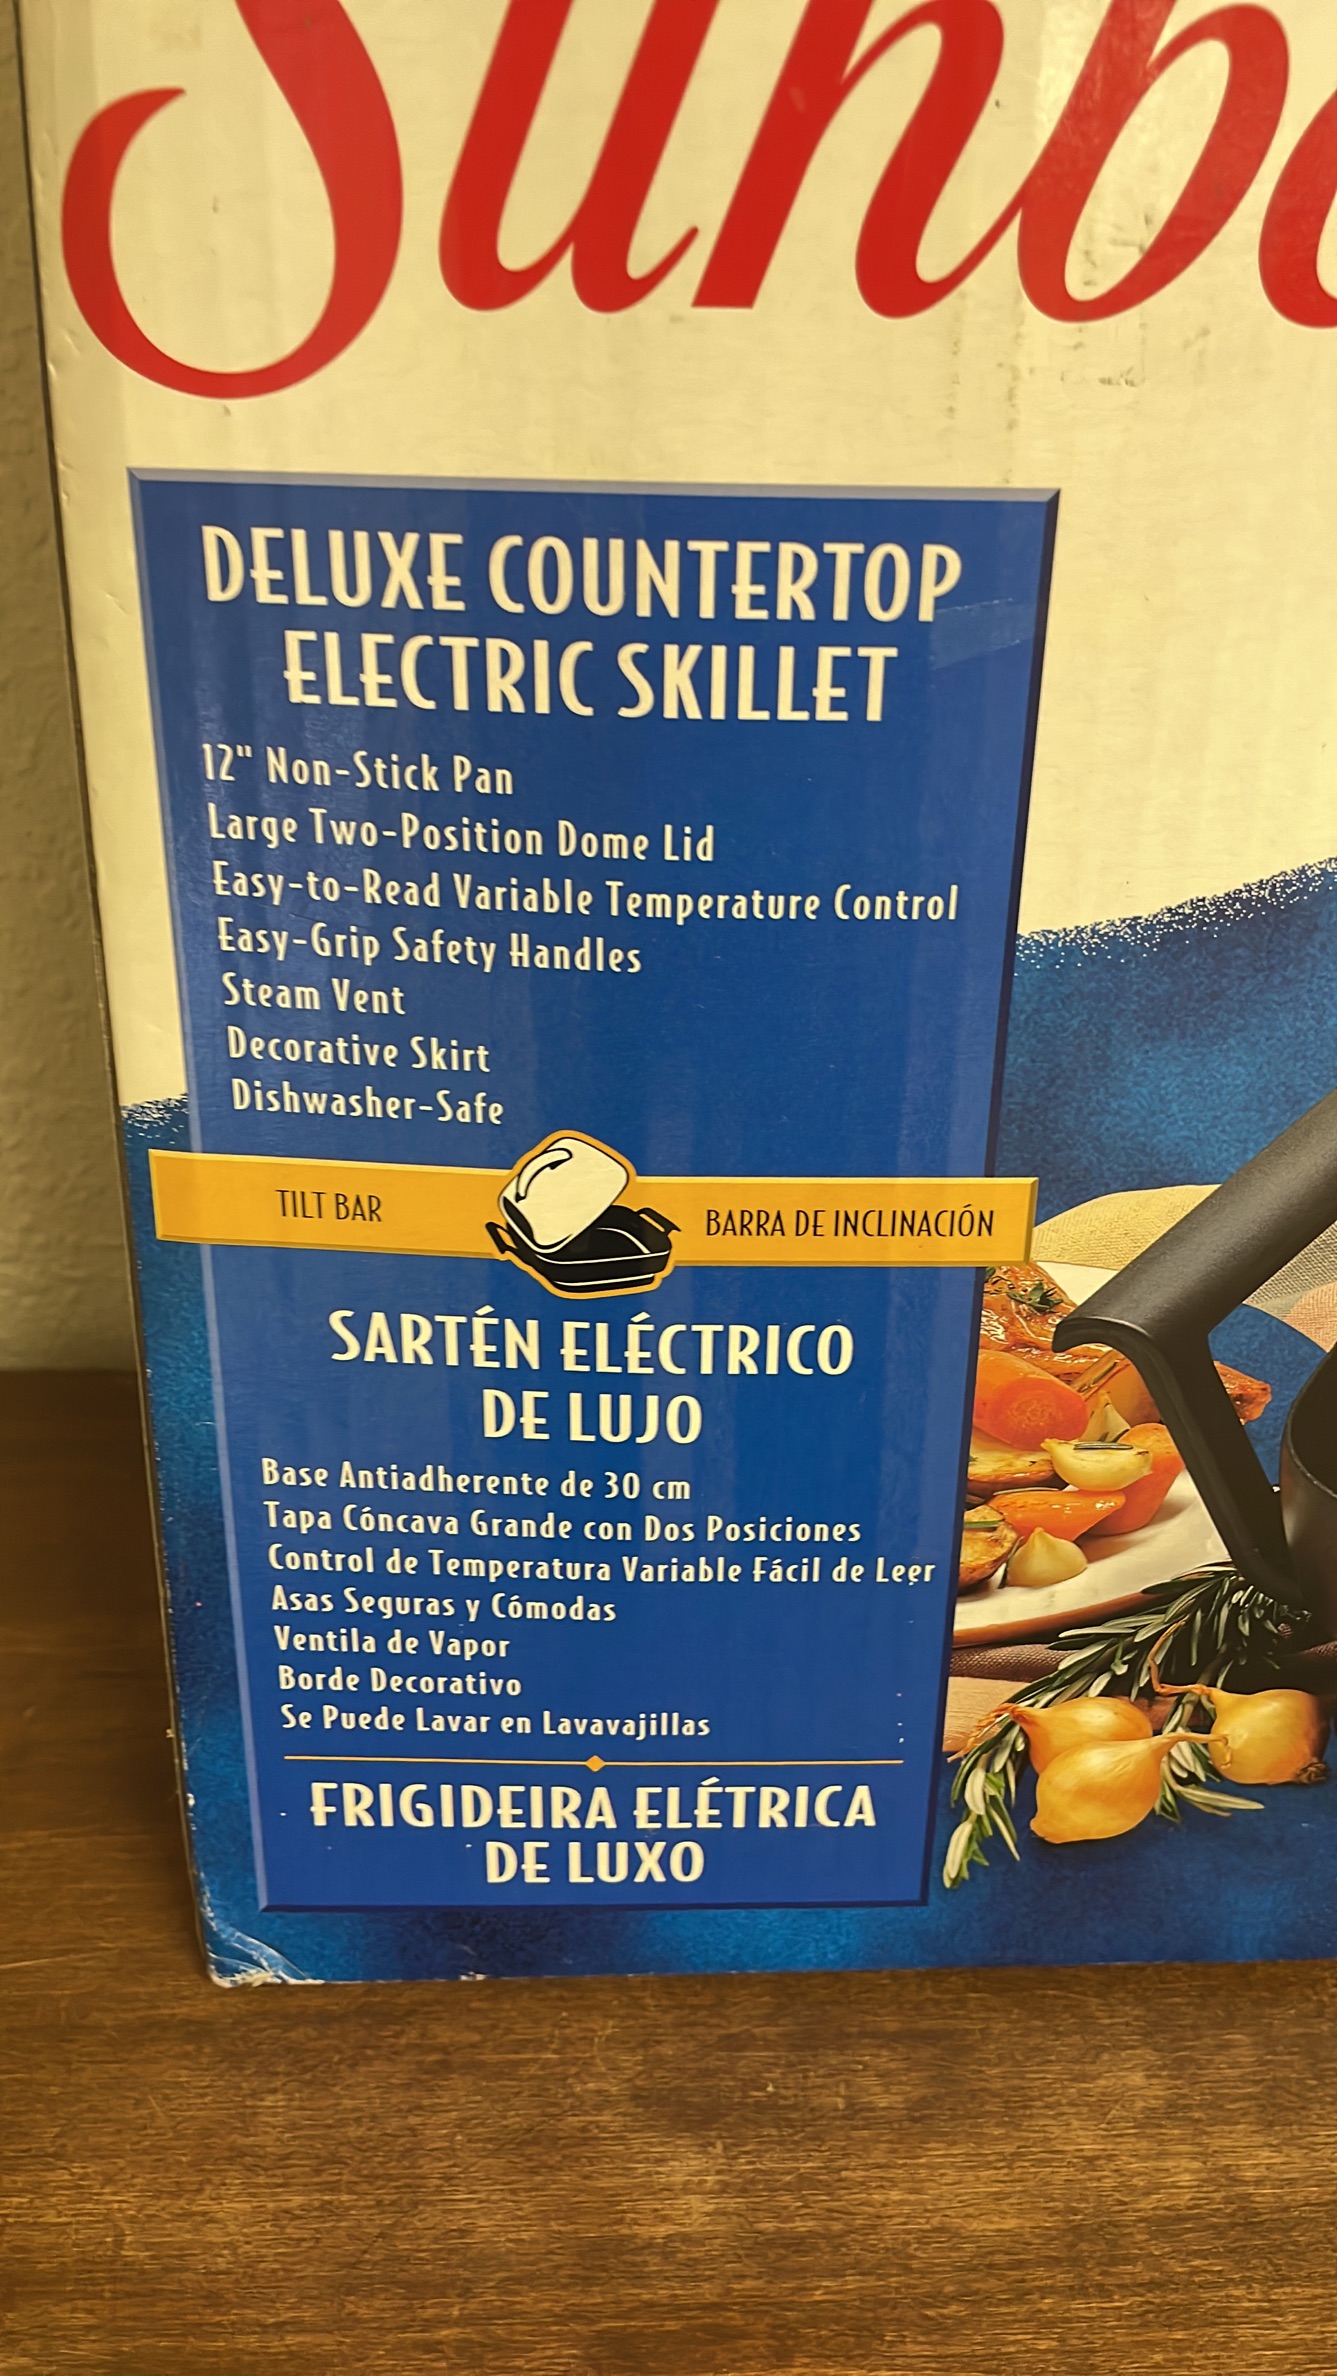 Sunb
DELUXE COUNTERTOP
ELECTRIC SKILLET
12" Non-Stick Pan
Large Two-Position Dome Lid
Easy-to-Read Variable Temperature Control
Easy-Grip Safety Handles
Steam Vent
Decorative Skirt
Dishwasher-Safe
TILT BAR
BARRA DE INCLINACIÓN
SARTÉN ELÉCTRICO
DE LUJO
Base Antiadherente de 30 cm
Tapa Cóncava Grande con Dos Posiciones
Control de Temperatura Variable Fácil de Leer
Asas Seguras y Cómodas
Ventila de Vapor
Borde Decorativo
Se Puede Lavar en Lavavajillas
FRIGIDEIRA ELÉTRICA
DE LUXO